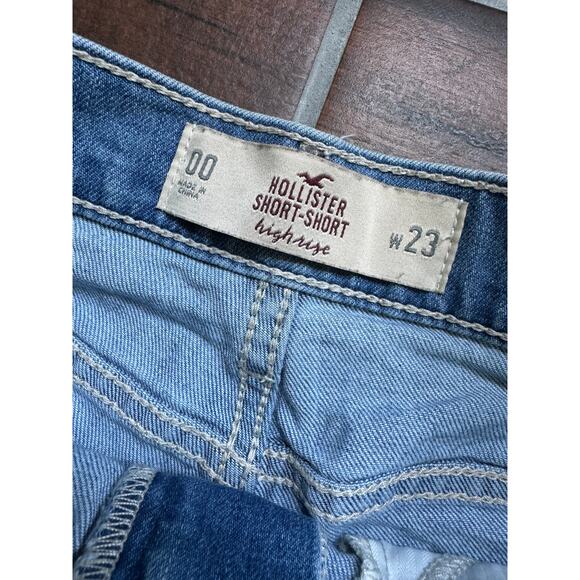 00
MADE IN
CHINA
HOLLISTER
SHORT-SHORT
highrise
W23